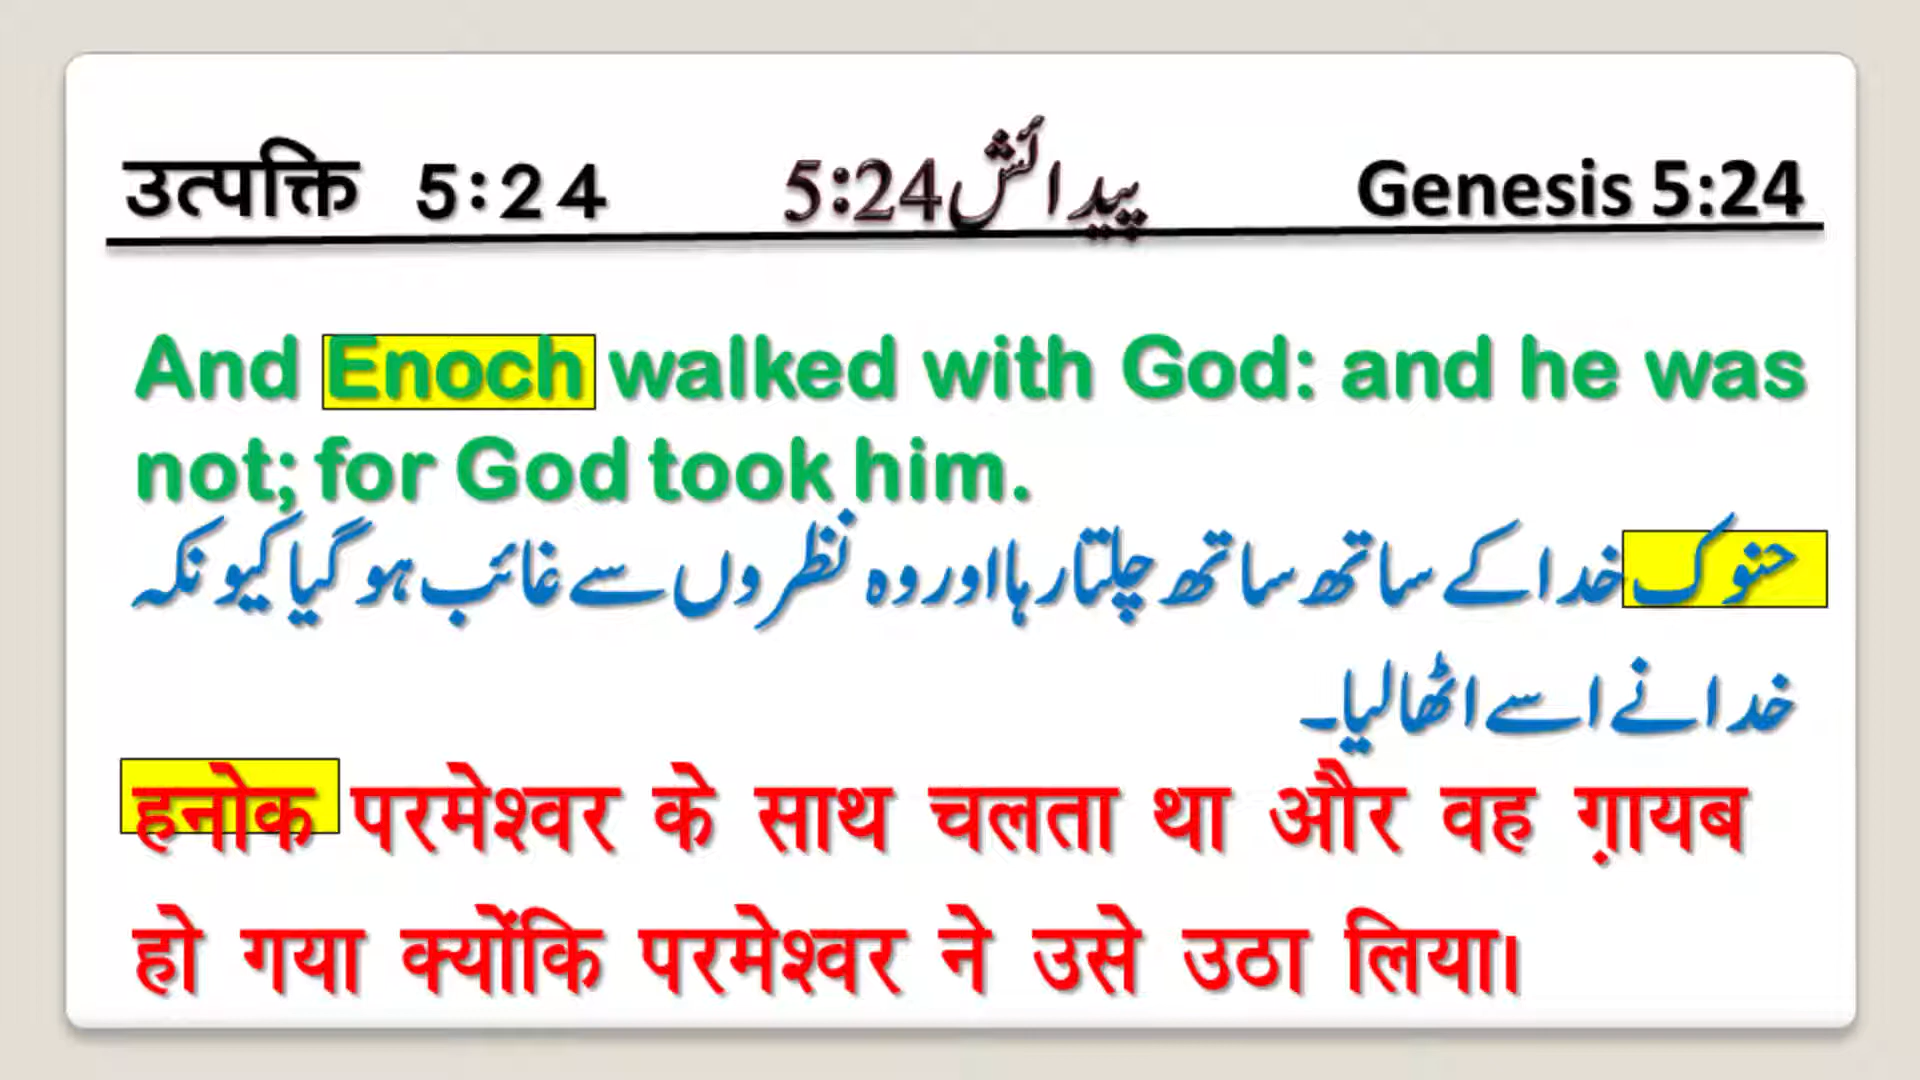 उत्पक्ति 5:24 پیدائش 5:24 Genesis 5:24
And Enoch walked with God: and he was
not; for God took him.
حنوک خدا کے ساتھ ساتھ چلتا رہا اور وہ نظروں سے غائب ہو گیا کیونکہ
خدا نے اسے اٹھا لیا۔
हनोक परमेश्वर के साथ चलता था और वह ग़ायब
हो गया क्योंकि परमेश्वर ने उसे उठा लिया।